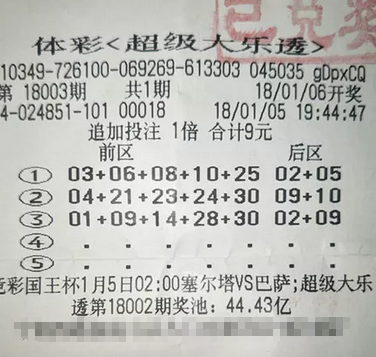 已兑奖
体彩<超级大乐透>
10349-726100-069269-613303 045035 gDpxCQ
第 18003期 共1期 18/01/06开奖
4-024851-101 00018 18/01/05 19:44:47
追加投注 1倍 合计9元
前区 后区
① 03+06+08+10+25 02+05
② 04+21+23+24+30 09+10
③ 01+09+14+28+30 02+09
④ . . . . . . .
⑤ . . . . . . .
竞彩国王杯1月5日02:00塞尔塔VS巴萨;超级大乐
透第18002期奖池:44.43亿